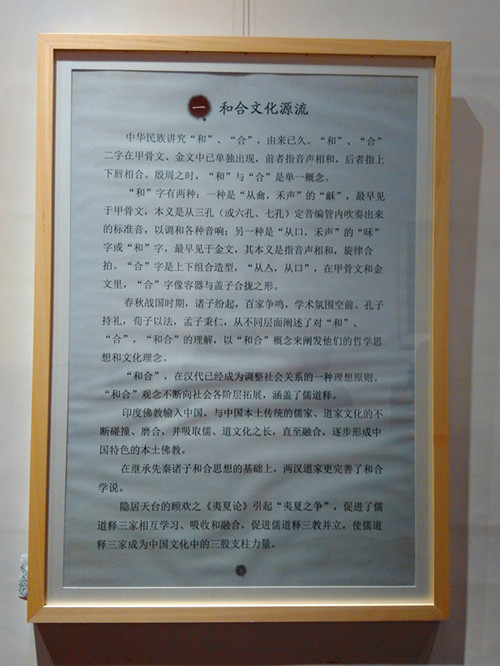 一 和合文化源流
中华民族讲究“和”、“合”，由来已久。“和”、“合”
二字在甲骨文、金文中已单独出现，前者指音声相和，后者指上
下唇相合。殷周之时，“和”与“合”是单一概念。
“和”字有两种：一种是“从龠，禾声”的“龢”，最早见
于甲骨文，本义是从三孔（或六孔、七孔）定音编管内吹奏出来
的标准音，以调和各种音响；另一种是“从口，禾声”的“咊”
字或“和”字，最早见于金文，其本义是指音声相和，旋律合
拍。“合”字是上下组合造型，“从亼，从口”，在甲骨文和金
文里，“合”字像容器与盖子合拢之形。
春秋战国时期，诸子纷起，百家争鸣，学术氛围空前。孔子
持礼，荀子以法，孟子秉仁，从不同层面阐述了对“和”、
“合”，“和合”的理解，以“和合”概念来阐发他们的哲学思
想和文化理念。
“和合”，在汉代已经成为调整社会关系的一种理想原则。
“和合”观念不断向社会各阶层拓展，涵盖了儒道释。
印度佛教输入中国，与中国本土传统的儒家、道家文化的不
断碰撞、磨合，并吸取儒、道文化之长，直至融合，逐步形成中
国特色的本土佛教。
在继承先秦诸子和合思想的基础上，两汉道家更完善了和合
学说。
隐居天台的顾欢之《夷夏论》引起“夷夏之争”，促进了儒
道释三家相互学习、吸收和融合，促进儒道释三教并立，使儒道
释三家成为中国文化中的三股支柱力量。